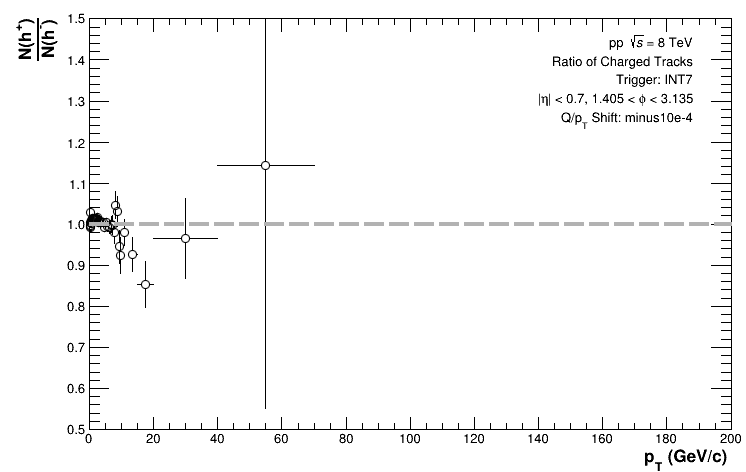 N(h⁺)
N(h⁻)
1.5
1.4
1.3
1.2
1.1
1.0
0.9
0.8
0.7
0.6
0.5
pp √s = 8 TeV
Ratio of Charged Tracks
Trigger: INT7
|η| < 0.7, 1.405 < ϕ < 3.135
Q/p_T Shift: minus10e-4
0 20 40 60 80 100 120 140 160 180 200
p_T (GeV/c)